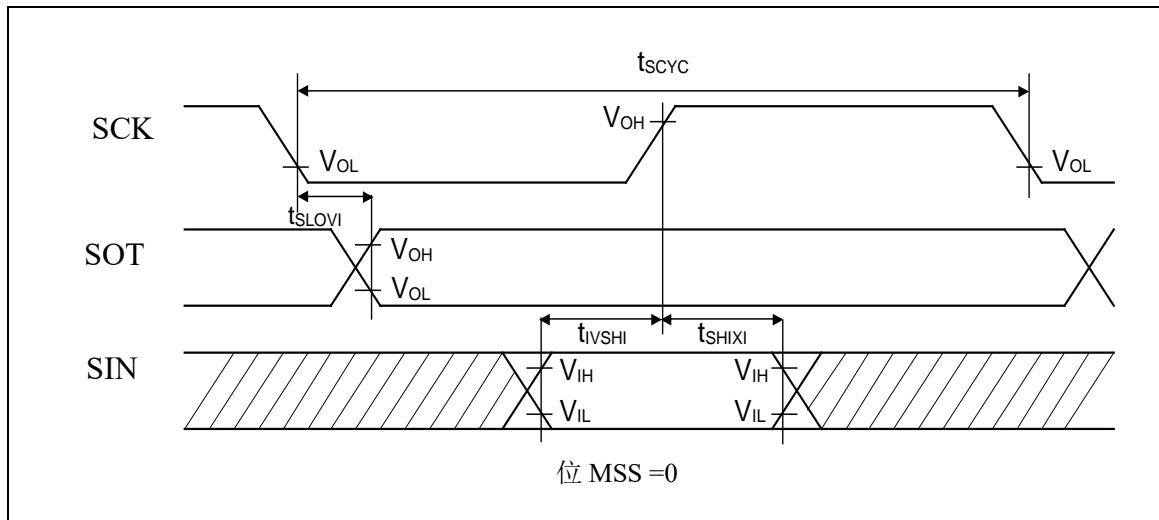 tSCYC
SCK
VOH
VOL
VOL
tSLOVI
SOT
VOH
VOL
tIVSHI
tSHIXI
SIN
VIH
VIH
VIL
VIL
位 MSS =0